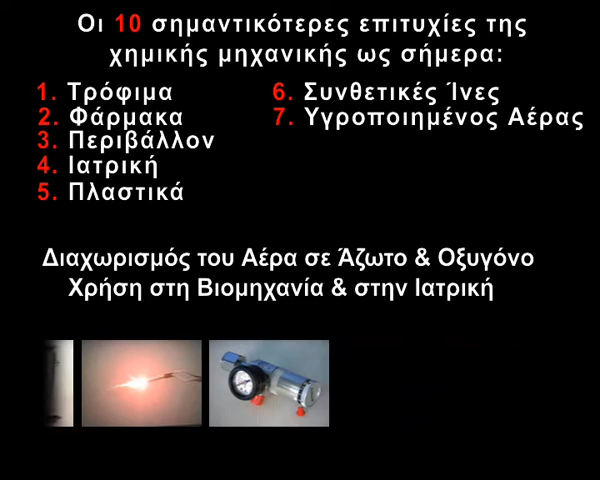 Οι 10 σημαντικότερες επιτυχίες της
χημικής μηχανικής ως σήμερα:
1. Τρόφιμα
2. Φάρμακα
3. Περιβάλλον
4. Ιατρική
5. Πλαστικά
6. Συνθετικές Ίνες
7. Υγροποιημένος Αέρας
Διαχωρισμός του Αέρα σε Άζωτο & Οξυγόνο
Χρήση στη Βιομηχανία & στην Ιατρική